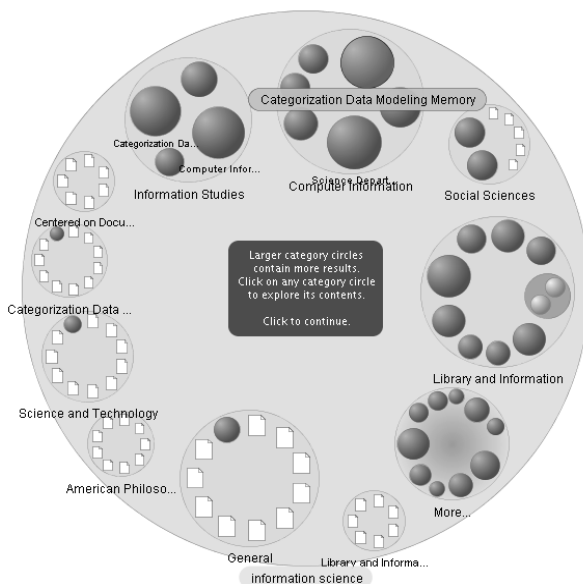 Categorization Data Modeling Memory
Categorization Da...
Computer Infor...
Information Studies
Science Depart...
Computer Information
Social Sciences
Centered on Docu...
Larger category circles
contain more results.
Click on any category circle
to explore its contents.
Click to continue.
Categorization Data ...
Library and Information
Science and Technology
American Philoso...
More...
General
Library and Informa...
information science